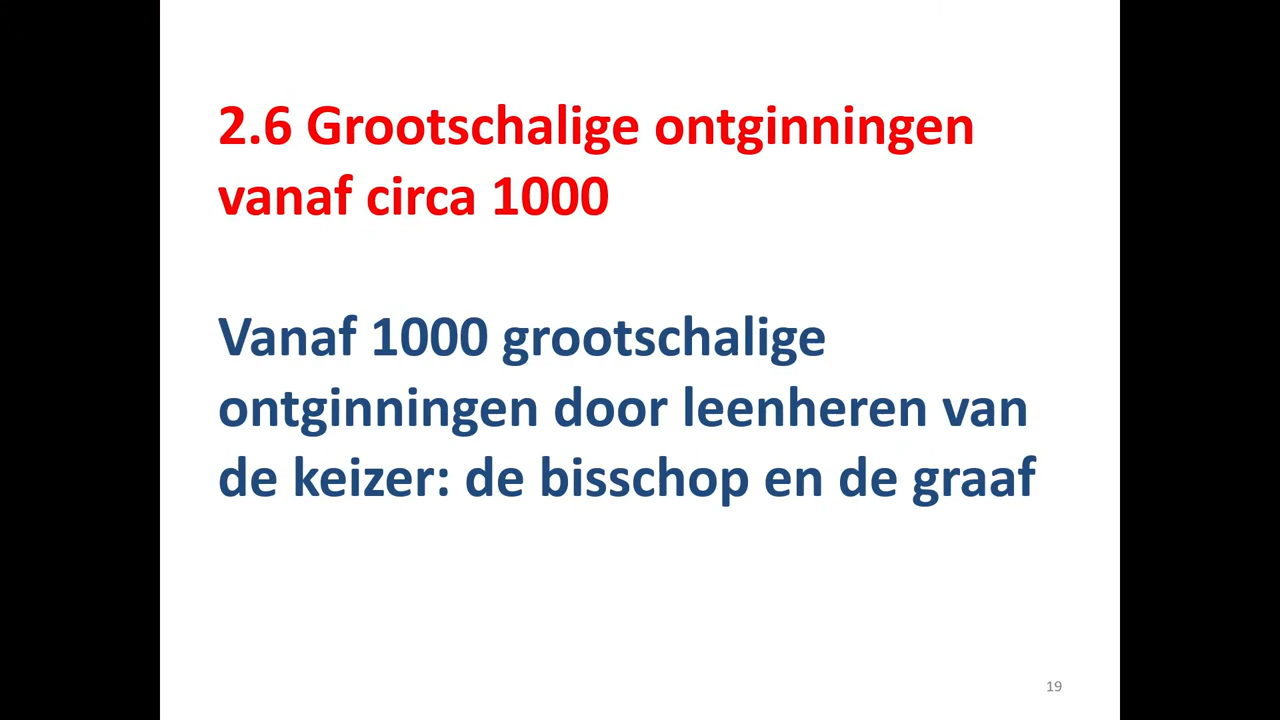 2.6 Grootschalige ontginningen
vanaf circa 1000
Vanaf 1000 grootschalige
ontginningen door leenheren van
de keizer: de bisschop en de graaf
19